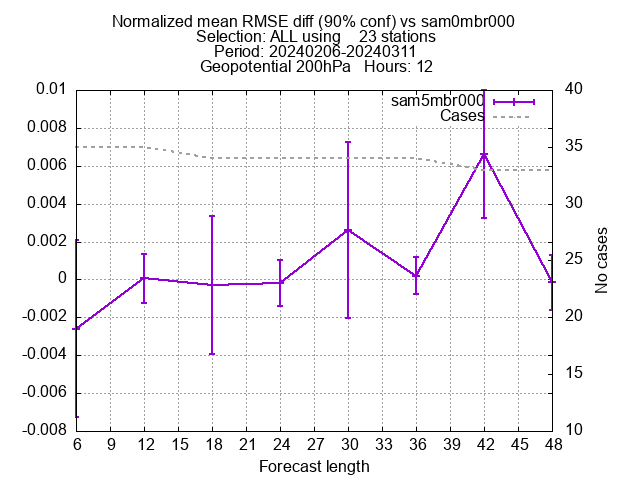 Normalized mean RMSE diff (90% conf) vs sam0mbr000
Selection: ALL using    23 stations
Period: 20240206-20240311
Geopotential 200hPa   Hours: 12
sam5mbr000
Cases
0.01
0.008
0.006
0.004
0.002
0
-0.002
-0.004
-0.006
-0.008
40
35
30
25
20
15
10
No cases
6 9 12 15 18 21 24 27 30 33 36 39 42 45 48
Forecast length